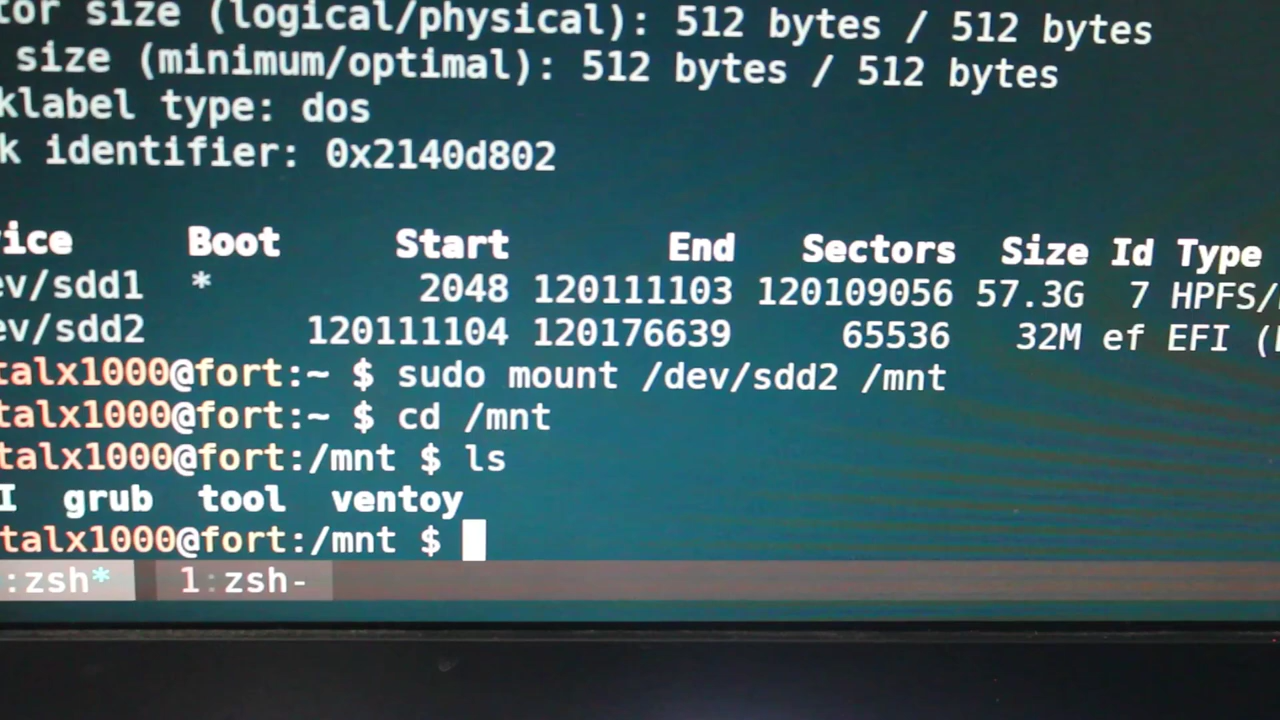 tor size (logical/physical): 512 bytes / 512 bytes
size (minimum/optimal): 512 bytes / 512 bytes
klabel type: dos
k identifier: 0x2140d802
ice Boot Start End Sectors Size Id Type
ev/sdd1 * 2048 120111103 120109056 57.3G 7 HPFS/
ev/sdd2 120111104 120176639 65536 32M ef EFI (
talx1000@fort:~ $ sudo mount /dev/sdd2 /mnt
talx1000@fort:~ $ cd /mnt
talx1000@fort:/mnt $ ls
I grub tool ventoy
talx1000@fort:/mnt $
:zsh* 1:zsh-